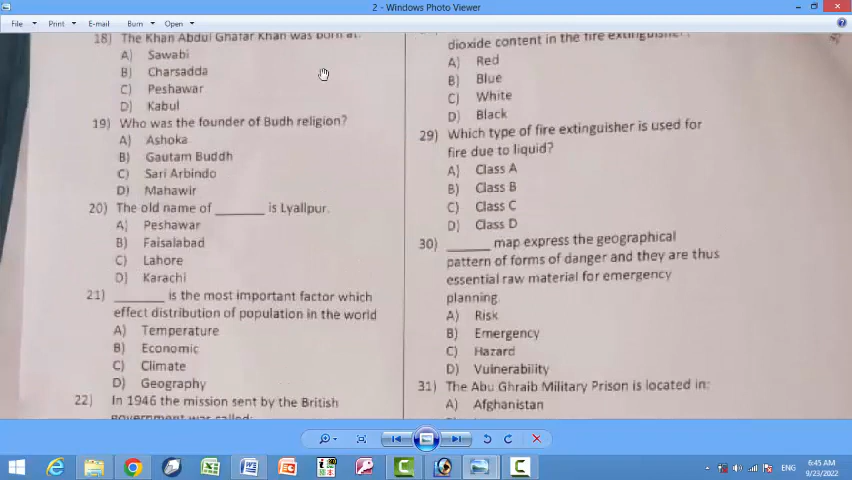 2 - Windows Photo Viewer
File Print E-mail Burn Open
18) The Khan Abdul Ghafar Khan was born at:
A) Sawabi
B) Charsadda
C) Peshawar
D) Kabul
19) Who was the founder of Budh religion?
A) Ashoka
B) Gautam Buddh
C) Sari Arbindo
D) Mahawir
20) The old name of ______ is Lyallpur.
A) Peshawar
B) Faisalabad
C) Lahore
D) Karachi
21) ______ is the most important factor which
effect distribution of population in the world
A) Temperature
B) Economic
C) Climate
D) Geography
22) In 1946 the mission sent by the British
government was called:
dioxide content in the fire extinguisher?
A) Red
B) Blue
C) White
D) Black
29) Which type of fire extinguisher is used for
fire due to liquid?
A) Class A
B) Class B
C) Class C
D) Class D
30) ______ map express the geographical
pattern of forms of danger and they are thus
essential raw material for emergency
planning.
A) Risk
B) Emergency
C) Hazard
D) Vulnerability
31) The Abu Ghraib Military Prison is located in:
A) Afghanistan
ENG
6:45 AM
9/23/2022